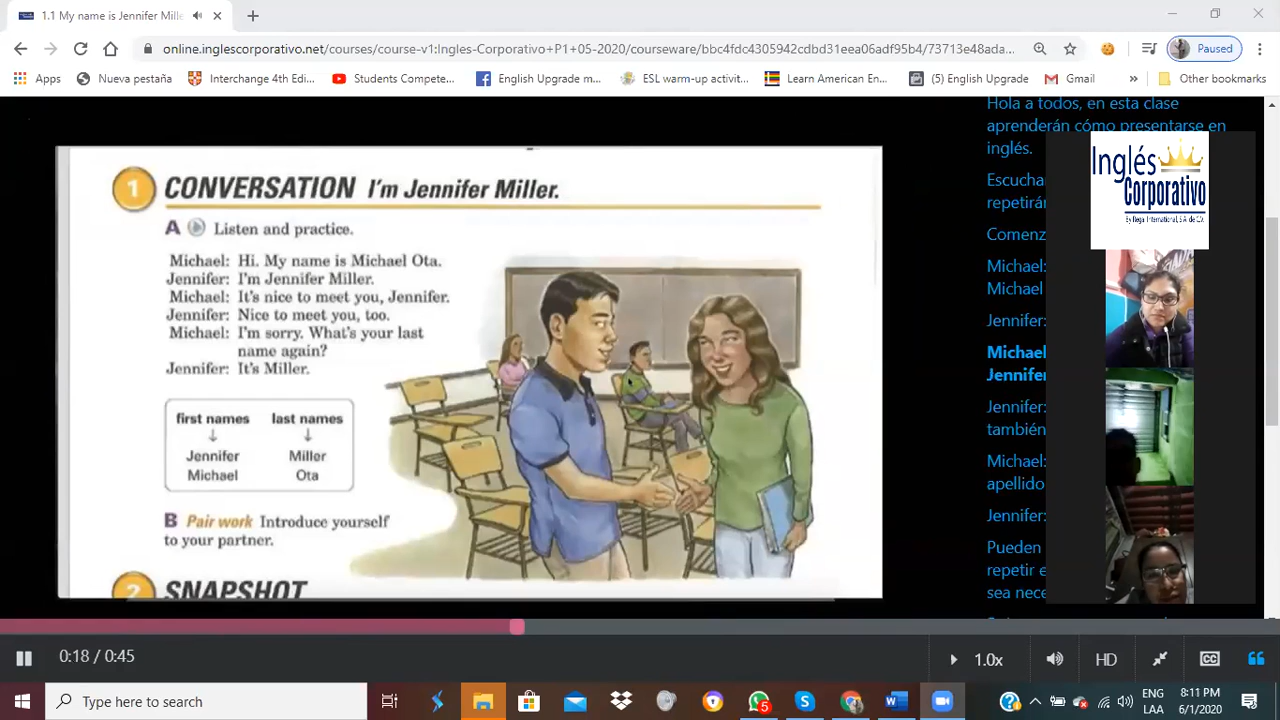 1.1 My name is Jennifer Mille
online.inglescorporativo.net/courses/course-v1:Ingles-Corporativo+P1+05-2020/courseware/bbc4fdc4305942cdbd31eea06adf95b4/73713e48ada...
Paused
Apps
Nueva pestaña
Interchange 4th Edi...
Students Compete...
English Upgrade m...
ESL warm-up activit...
Learn American En...
(5) English Upgrade
Gmail
»
Other bookmarks
1 CONVERSATION I'm Jennifer Miller.
A Listen and practice.
Michael: Hi. My name is Michael Ota.
Jennifer: I'm Jennifer Miller.
Michael: It's nice to meet you, Jennifer.
Jennifer: Nice to meet you, too.
Michael: I'm sorry. What's your last
name again?
Jennifer: It's Miller.
first names last names
Jennifer Miller
Michael Ota
B Pair work Introduce yourself
to your partner.
2 SNAPSHOT
Hola a todos, en esta clase
aprenderán cómo presentarse en
inglés.
Escucha
repetirá
Comenz
Michael:
Michael
Jennifer:
Michael
Jennifer
Jennifer:
también
Michael:
apellido
Jennifer:
Pueden
repetir e
sea nece
Inglés
Corporativo
By Regal International, S.A. de C.V.
0:18 / 0:45
1.0x
HD
CC
Type here to search
5
ENG
LAA
8:11 PM
6/1/2020